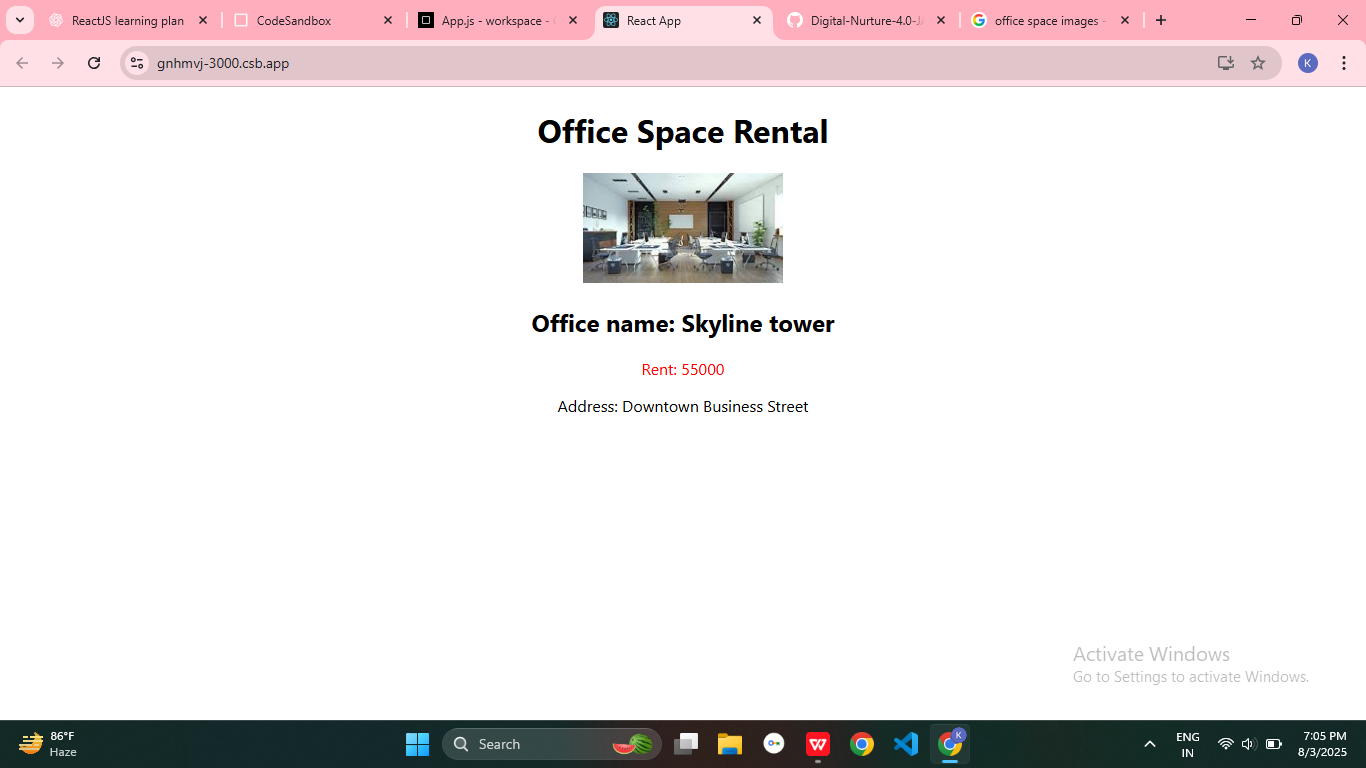 ReactJS learning plan
CodeSandbox
App.js - workspace -
React App
Digital-Nurture-4.0-JA
office space images -
gnhmvj-3000.csb.app
K
Office Space Rental
Office name: Skyline tower
Rent: 55000
Address: Downtown Business Street
Activate Windows
Go to Settings to activate Windows.
86°F
Haze
Search
W
K
ENG
IN
7:05 PM
8/3/2025